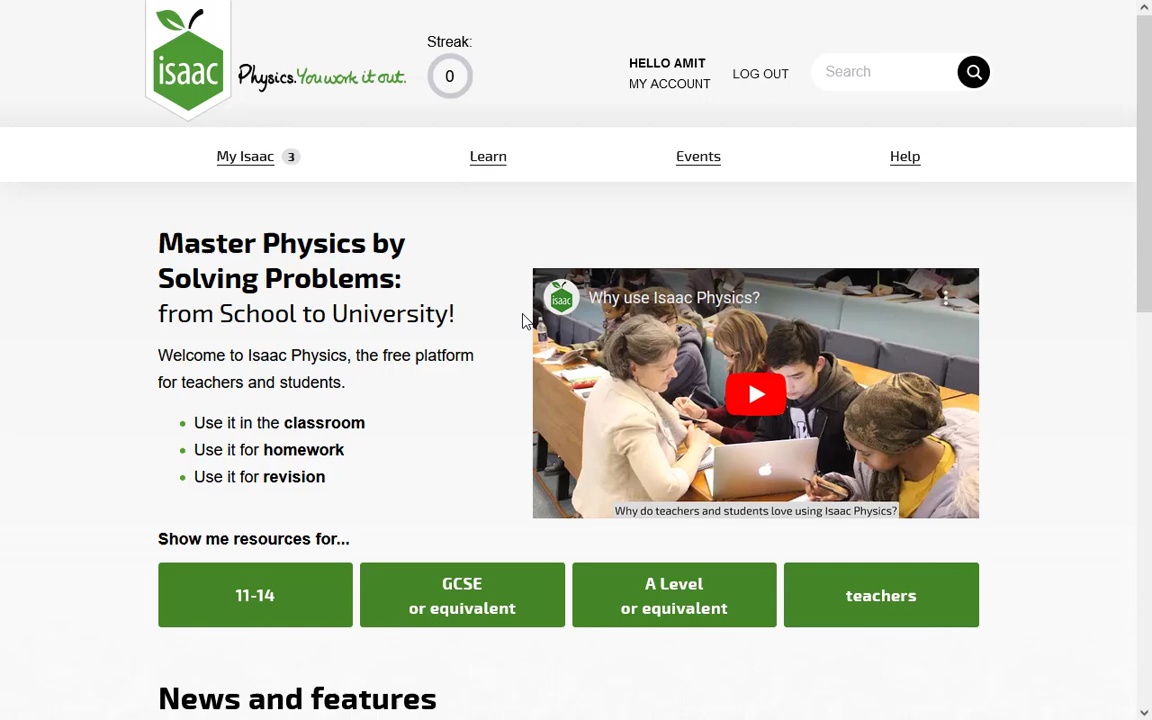 isaac
Physics. You work it out.
Streak:
0
HELLO AMIT
MY ACCOUNT
LOG OUT
Search
My Isaac 3
Learn
Events
Help
Master Physics by
Solving Problems:
from School to University!
Welcome to Isaac Physics, the free platform
for teachers and students.
Use it in the classroom
Use it for homework
Use it for revision
isaac
Why use Isaac Physics?
Why do teachers and students love using Isaac Physics?
Show me resources for...
11-14
GCSE
or equivalent
A Level
or equivalent
teachers
News and features